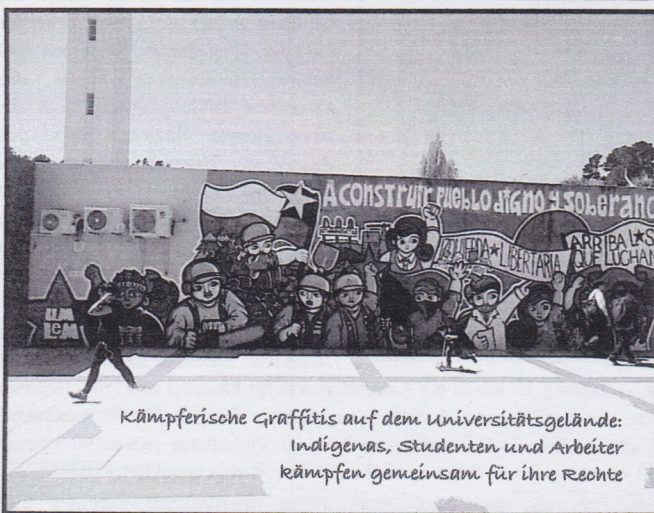 A CONSTRUIR PUEBLO DIGNO Y SOBERANO
IZQUIERDA★LIBERTARIA
ARRIBA L★S
QUE LUCHAN
Kämpferische Graffitis auf dem Universitätsgelände:
Indigenas, Studenten und Arbeiter
kämpfen gemeinsam für ihre Rechte